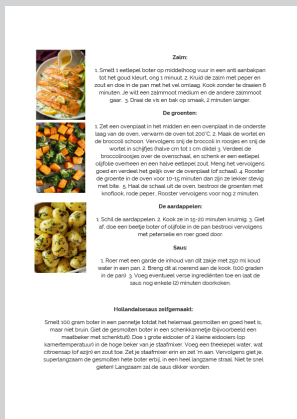 Zalm:
1. Smelt 1 eetlepel boter op middelhoog vuur in een anti aanbakpan
tot het goud kleurt, ong 1 minuut. 2. Kruid de zalm met peper en
zout en doe in de pan met het vel omlaag. Kook zonder te draaien 6
minuten. Je wilt een zalmmoot medium en de andere zalmmoot
gaar. 3. Draai de vis en bak op smaak, 2 minuten langer.
De groenten:
1. Zet een ovenplaat in het midden en een ovenplaat in de onderste
laag van de oven, verwarm de oven tot 200°C. 2. Maak de wortel en
de broccoli schoon. Vervolgens snij de broccoli in roosjes en snij de
wortel in schijfjes (halve cm tot 1 cm dikte) 3. Verdeel de
broccoliroosjes over de ovenschaal, en schenk er een eetlepel
olijfolie overheen en een halve eetlepel zout. Meng het vervolgens
goed en verdeel het gelijk over de ovenplaat (of schaal). 4. Rooster
de groente in de oven voor 10-15 minuten dan zijn ze lekker stevig
met bite. 5. Haal de schaal uit de oven, bestrooi de groenten met
knoflook, rode peper. Rooster vervolgens voor nog 2 minuten.
De aardappelen:
1. Schil de aardappelen. 2. Kook ze in 15-20 minuten kruimig. 3. Giet
af, doe een beetje boter of olijfolie in de pan bestrooi vervolgens
met peterselie en roer goed door.
Saus:
1. Roer met een garde de inhoud van dit zakje met 250 ml koud
water in een pan. 2. Breng dit al roerend aan de kook. (100 graden
in de pan) 3. Voeg eventueel verse ingrediënten toe en laat de
saus nog enkele (2) minuten doorkoken
Hollandaisesaus zelfgemaakt:
Smelt 100 gram boter in een pannetje totdat het helemaal gesmolten en goed heet is,
maar niet bruin. Giet de gesmolten boter in een schenkkannetje (bijvoorbeeld een
maatbeker met schenktuit). Doe 1 grote eidooier of 2 kleine eidooiers (op
kamertemperatuur) in de hoge beker van je staafmixer. Voeg een theelepel water, wat
citroensap (of azijn) en zout toe. Zet je staafmixer erin en zet 'm aan. Vervolgens giet je,
superlangzaam de gesmolten hete boter erbij, in een heel langzame straal. Niet te snel
gieten! Langzaam zal de saus dikker worden.